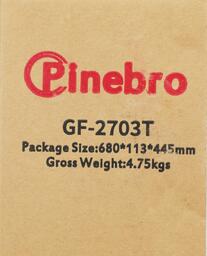 Pinebro
GF-2703T
Package Size:680*113*445mm
Gross Weight:4.75kgs